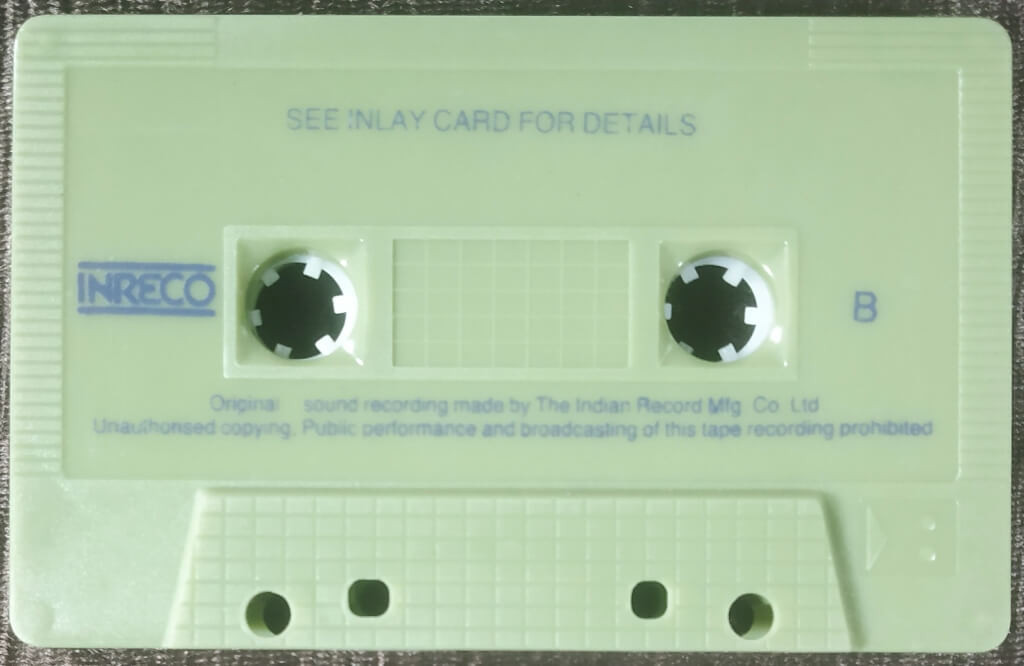 SEE INLAY CARD FOR DETAILS
INRECO
B
Original sound recording made by The Indian Record Mfg Co Ltd
Unauthorised copying. Public performance and broadcasting of this tape recording prohibited